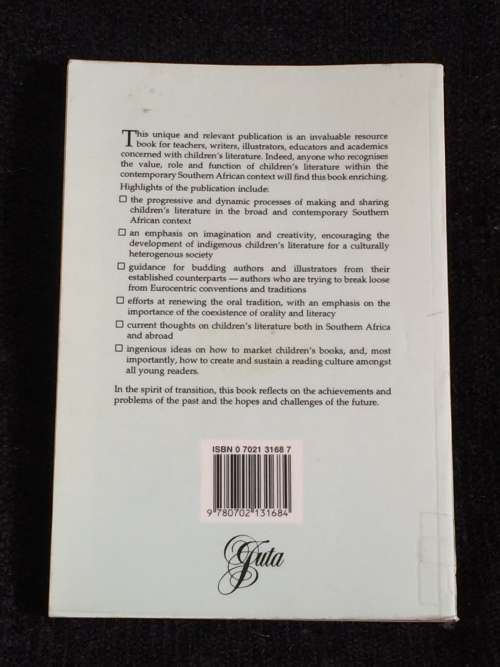 This unique and relevant publication is an invaluable resource
book for teachers, writers, illustrators, educators and academics
concerned with children's literature. Indeed, anyone who recognises
the value, role and function of children's literature within the
contemporary Southern African context will find this book enriching.
Highlights of the publication include:
☐ the progressive and dynamic processes of making and sharing
children's literature in the broad and contemporary Southern
African context
☐ an emphasis on imagination and creativity, encouraging the
development of indigenous children's literature for a culturally
heterogenous society
☐ guidance for budding authors and illustrators from their
established counterparts — authors who are trying to break loose
from Eurocentric conventions and traditions
☐ efforts at renewing the oral tradition, with an emphasis on the
importance of the coexistence of orality and literacy
☐ current thoughts on children's literature both in Southern Africa
and abroad
☐ ingenious ideas on how to market children's books, and, most
importantly, how to create and sustain a reading culture amongst
all young readers.
In the spirit of transition, this book reflects on the achievements and
problems of the past and the hopes and challenges of the future.
ISBN 0 7021 3168 7
9 780702 131684
Juta